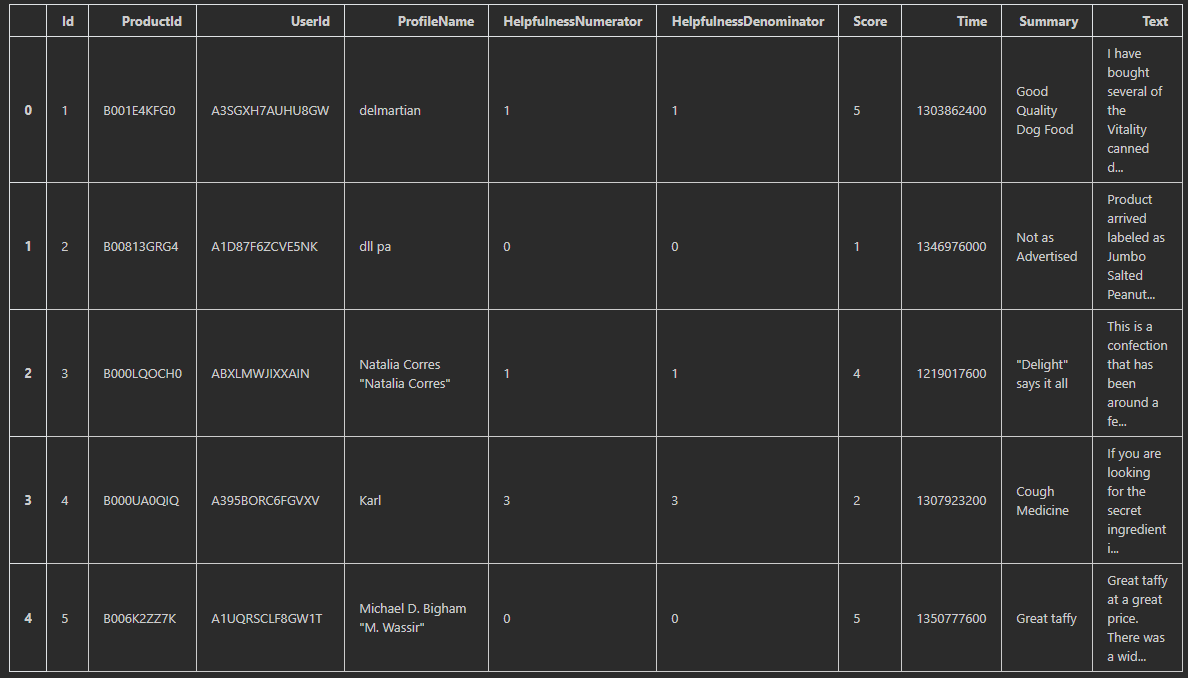 Id ProductId UserId ProfileName HelpfulnessNumerator HelpfulnessDenominator Score Time Summary Text
0 1 B001E4KFG0 A3SGXH7AUHU8GW delmartian 1 1 5 1303862400
Good
Quality
Dog Food
I have
bought
several of
the
Vitality
canned
d...
1 2 B00813GRG4 A1D87F6ZCVE5NK dll pa 0 0 1 1346976000
Not as
Advertised
Product
arrived
labeled as
Jumbo
Salted
Peanut...
2 3 B000LQOCH0 ABXLMWJIXXAIN
Natalia Corres
"Natalia Corres"
1 1 4 1219017600
"Delight"
says it all
This is a
confection
that has
been
around a
fe...
3 4 B000UA0QIQ A395BORC6FGVXV Karl 3 3 2 1307923200
Cough
Medicine
If you are
looking
for the
secret
ingredient
i...
4 5 B006K2ZZ7K A1UQRSCLF8GW1T
Michael D. Bigham
"M. Wassir"
0 0 5 1350777600 Great taffy
Great taffy
at a great
price.
There was
a wid...